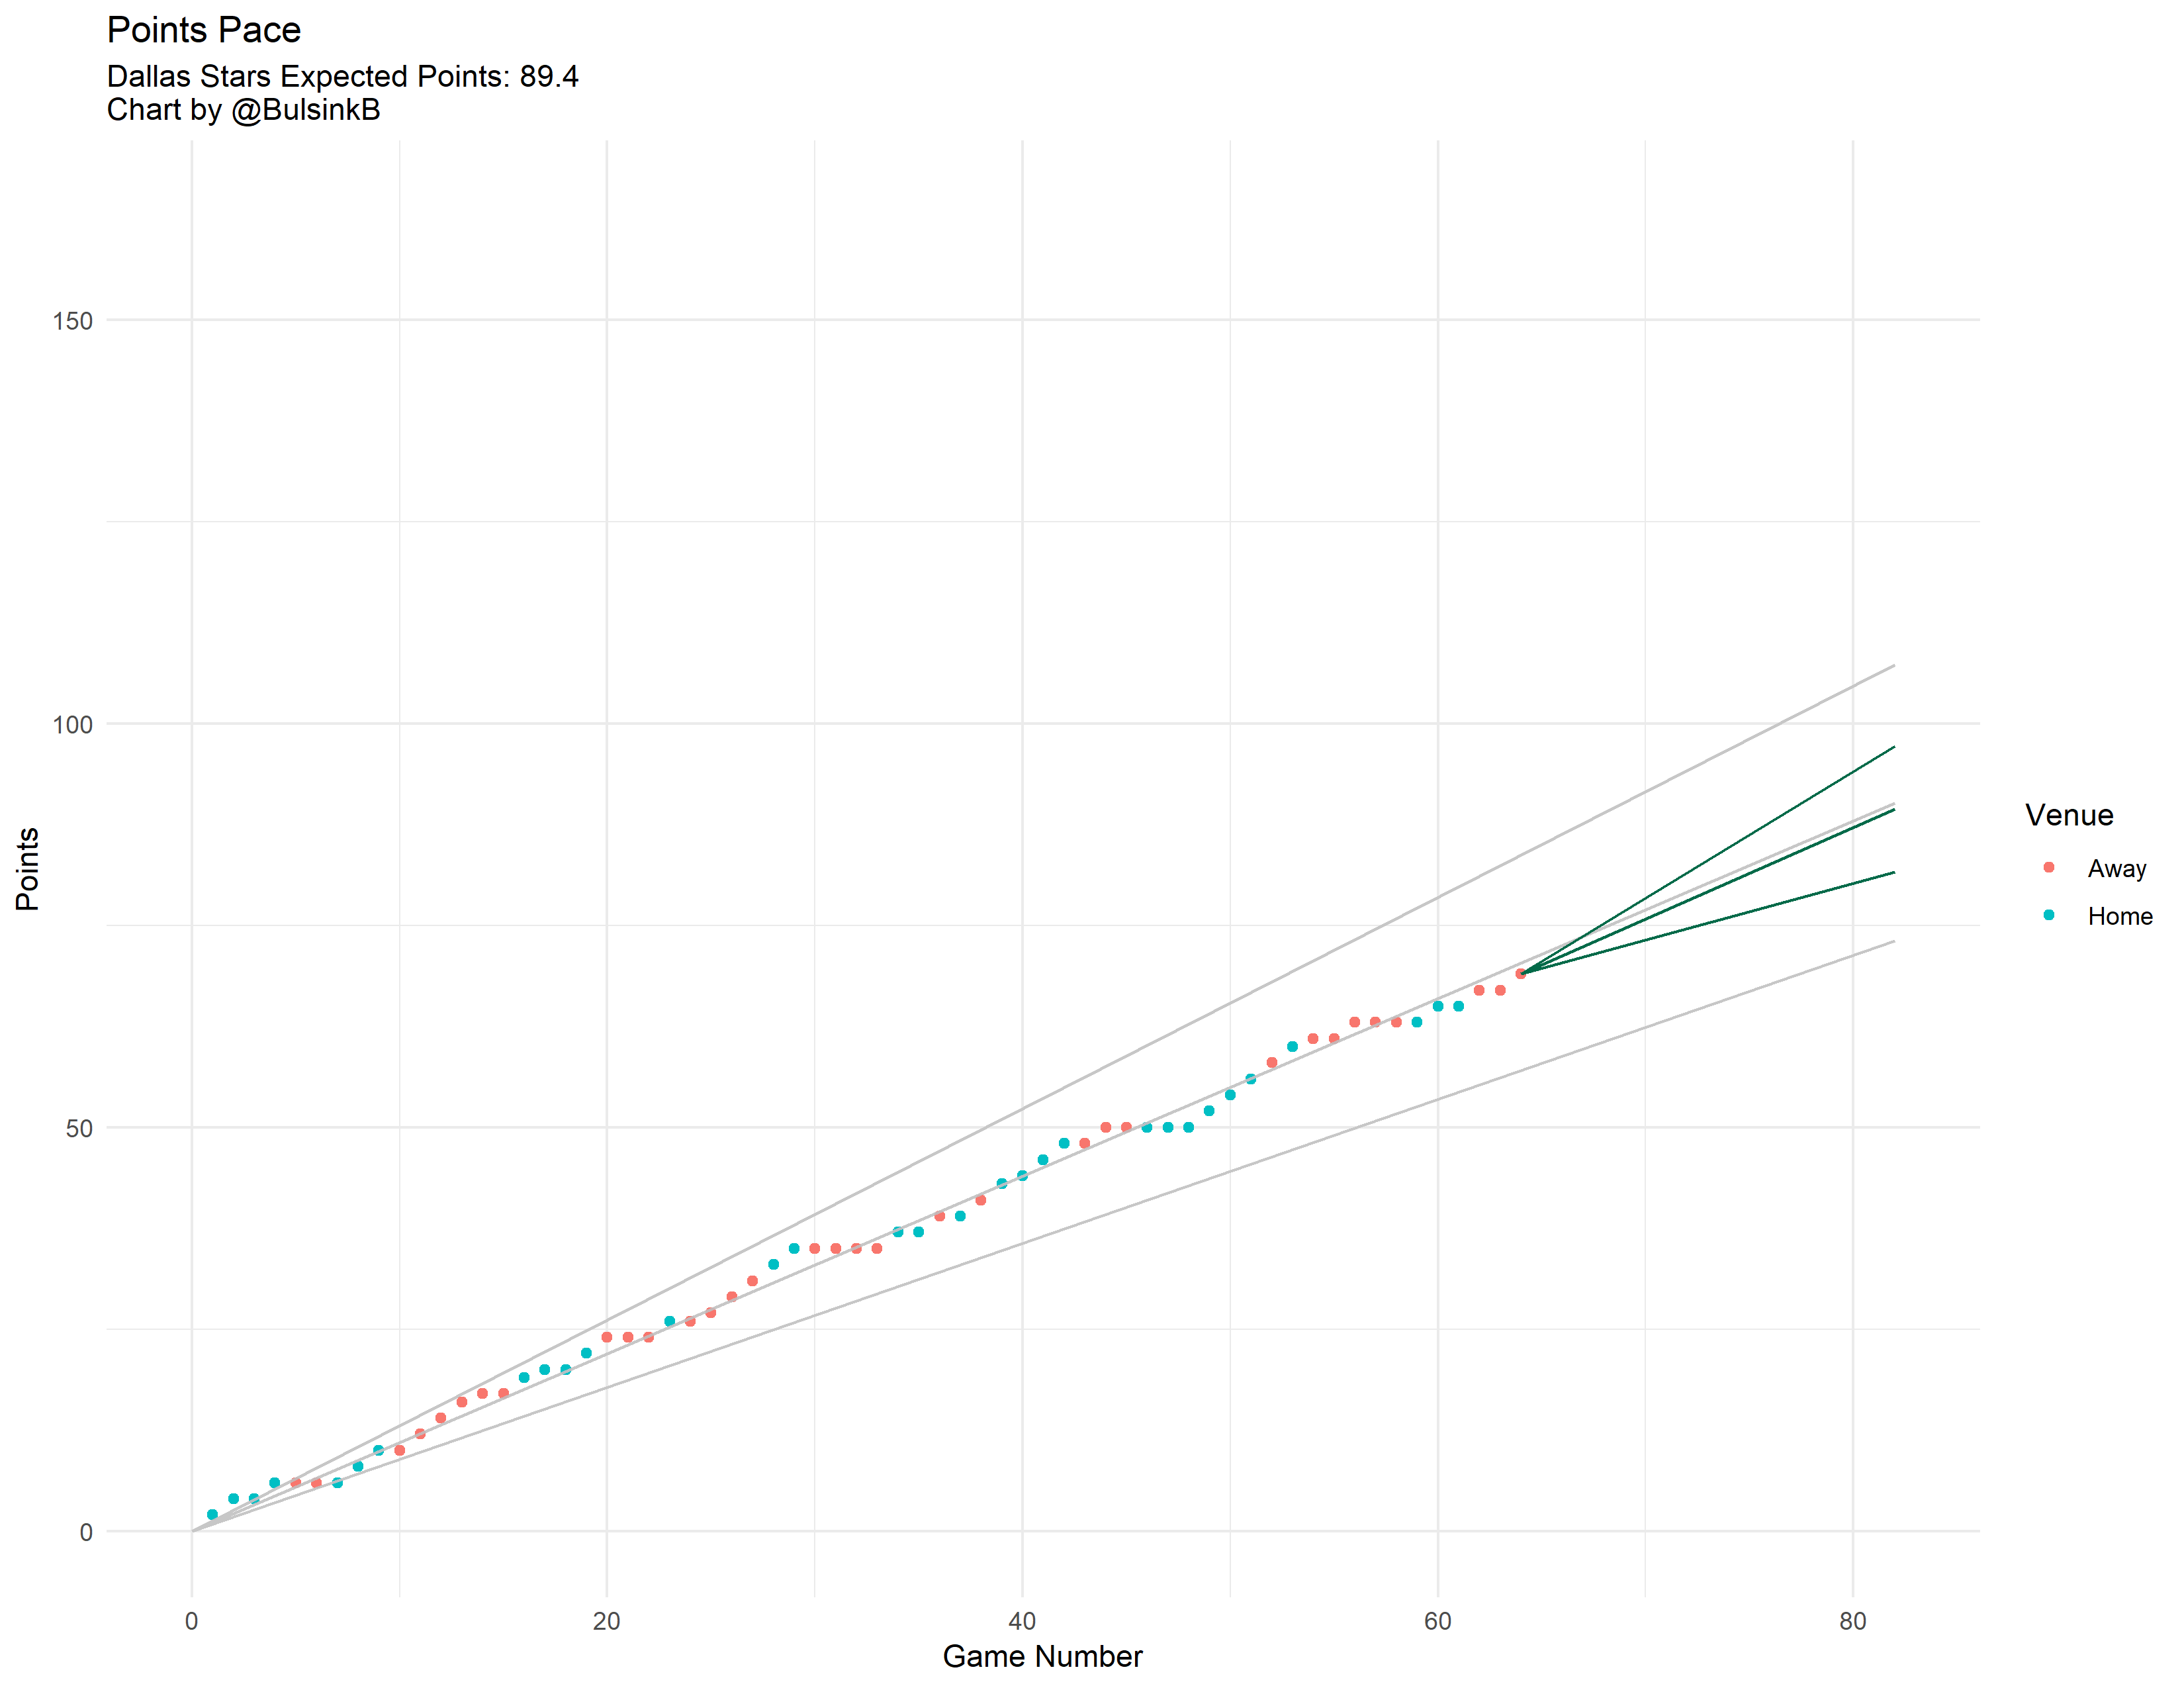 Points Pace
Dallas Stars Expected Points: 89.4
Chart by @BulsinkB
150
100
50
0
Points
0
20
40
60
80
Game Number
Venue
Away
Home